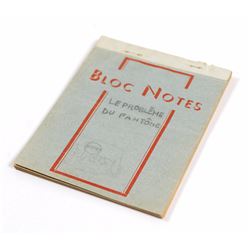 BLOC NOTES
LE PROBLÈME
DU FANTÔME